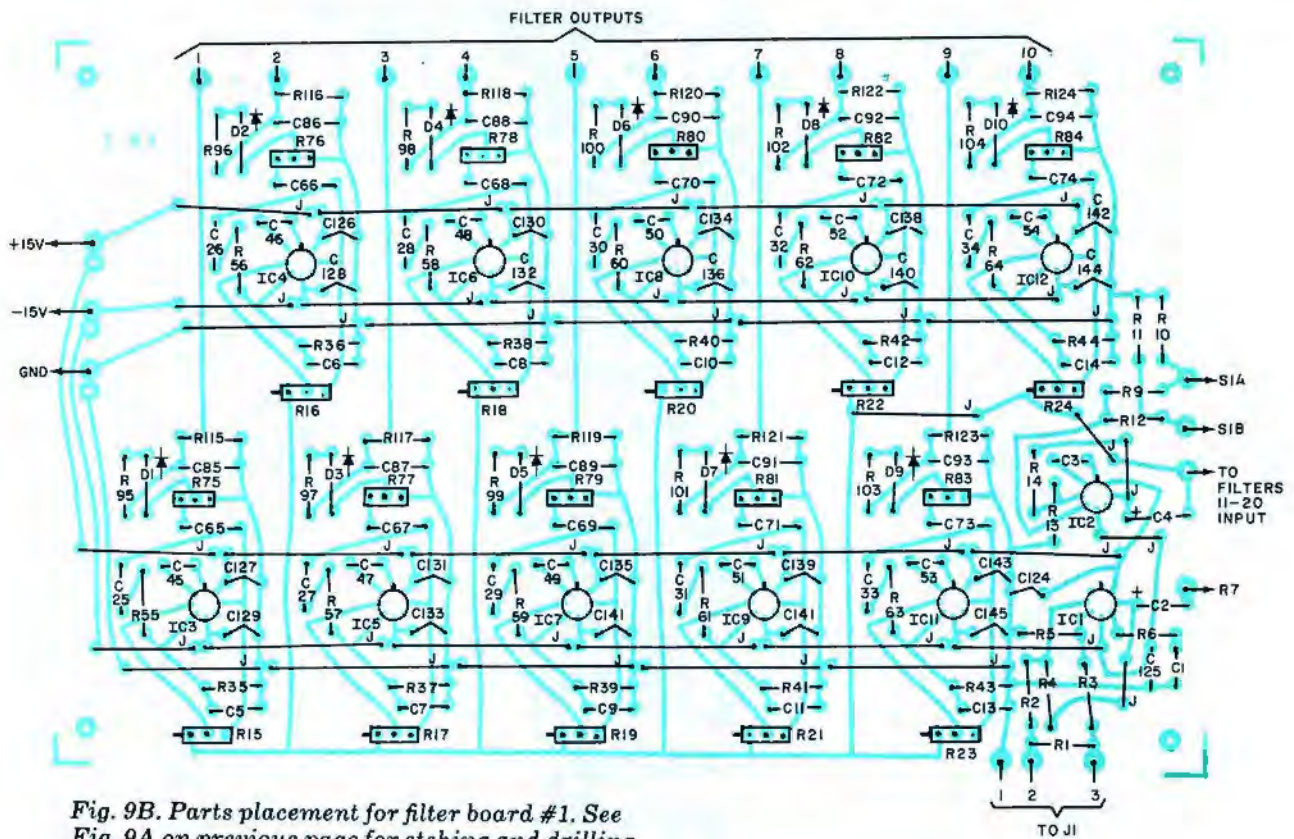 FILTER OUTPUTS
1 2 3 4 5 6 7 8 9 10
R116 R118 R120 R122 R124
R96 D2 C86 R98 D4 C88 R100 D6 C90 R102 D8 C92 R104 D10 C94
R76 R78 R80 R82 R84
C66 C68 C70 C72 C74
J J J J J
C26 R56 C46 C126 C28 R58 C48 C130 C30 R60 C50 C134 C32 R62 C52 C138 C34 R64 C54 C142
+15V
IC4 C128 IC6 C132 IC8 C136 IC10 C140 IC12 C144
-15V
J J J J J
J J J J J
R11 R10
R36 R38 R40 R42 R44
GND
C6 C8 C10 C12 C14
S1A
R16 R18 R20 R22 J R24 R9
R12 S1B
R115 R117 R119 R121 R123
R95 D1 C85 R97 D3 C87 R99 D5 C89 R101 D7 C91 R103 D9 C93 R14 C3 J
R75 R77 R79 R81 R83
TO FILTERS
11-20
INPUT
R13 IC2 J + C4
C65 C67 C69 C71 C73
J J J J J J J
C25 R55 C45 C127 C27 R57 C47 C131 C29 R59 C49 C135 C31 R61 C51 C139 C33 R63 C53 C143 C124
R7
IC3 C129 IC5 C133 IC7 C141 IC9 C141 IC11 C145 IC1 + C2
R5 J R6
J J J J J
J J J J J
C125 C1
R35 R37 R39 R41 R43 R2 R4 R3
C5 C7 C9 C11 C13 J
R15 R17 R19 R21 R23 R1
1 2 3
TO J1
Fig. 9B. Parts placement for filter board #1. See
Fig. 9A on previous page for etching and drilling